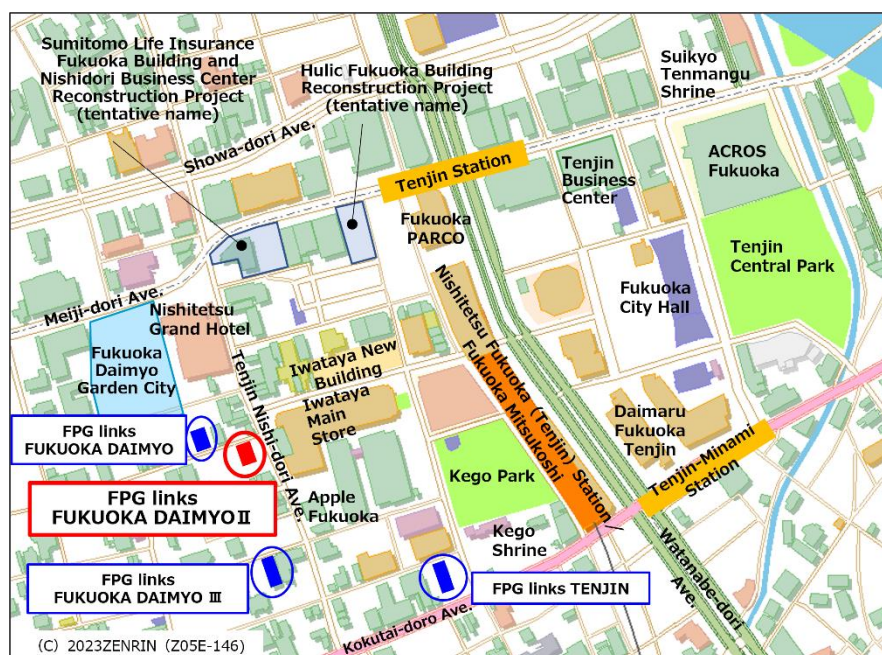 Sumitomo Life Insurance
Fukuoka Building and
Nishidori Business Center
Reconstruction Project
(tentative name)
Hulic Fukuoka Building
Reconstruction Project
(tentative name)
Suikyo
Tenmangu
Shrine
Showa-dori Ave.
Tenjin Station
Tenjin
Business
Center
ACROS
Fukuoka
Fukuoka
PARCO
Tenjin
Central Park
Meiji-dori Ave.
Nishitetsu
Grand Hotel
Fukuoka
City Hall
Fukuoka
Daimyo
Garden City
Tenjin Nishi-dori Ave.
Iwataya New
Building
Iwataya
Main
Store
Nishitetsu Fukuoka (Tenjin) Station
Fukuoka Mitsukoshi
Daimaru
Fukuoka
Tenjin
Tenjin-Minami
Station
FPG links
FUKUOKA DAIMYO
FPG links
FUKUOKA DAIMYO Ⅱ
Apple
Fukuoka
Kego Park
Kego
Shrine
Watanabe-dori
Ave.
FPG links
FUKUOKA DAIMYO Ⅲ
FPG links TENJIN
Kokutai-doro Ave.
(C) 2023ZENRIN (Z05E-146)